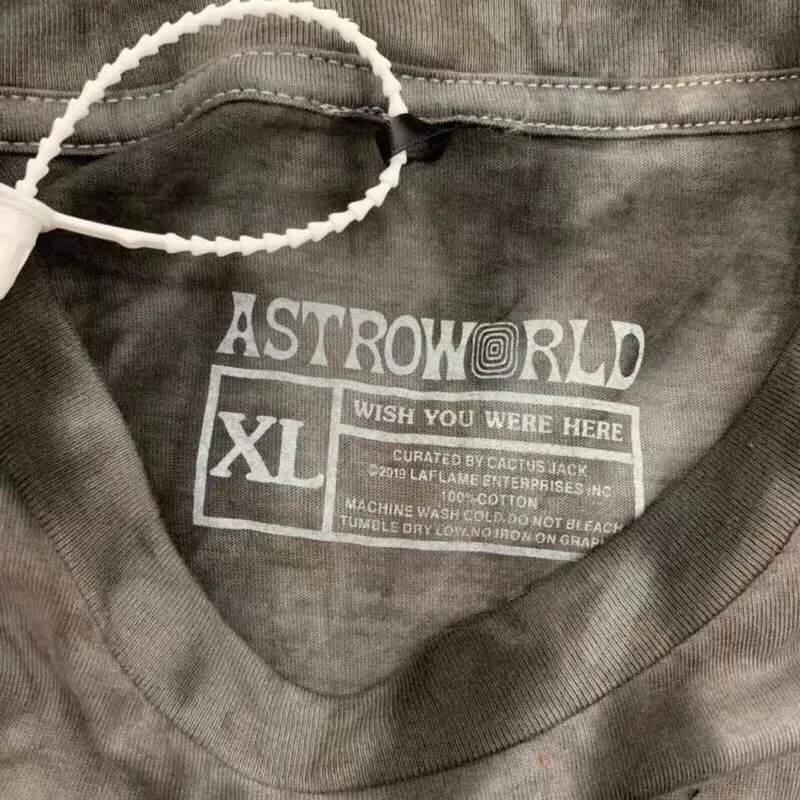 ASTROWORLD
XL
WISH YOU WERE HERE
CURATED BY CACTUS JACK
©2019 LAFLAME ENTERPRISES INC
100% COTTON
MACHINE WASH COLD. DO NOT BLEACH
TUMBLE DRY LOW. NO IRON ON